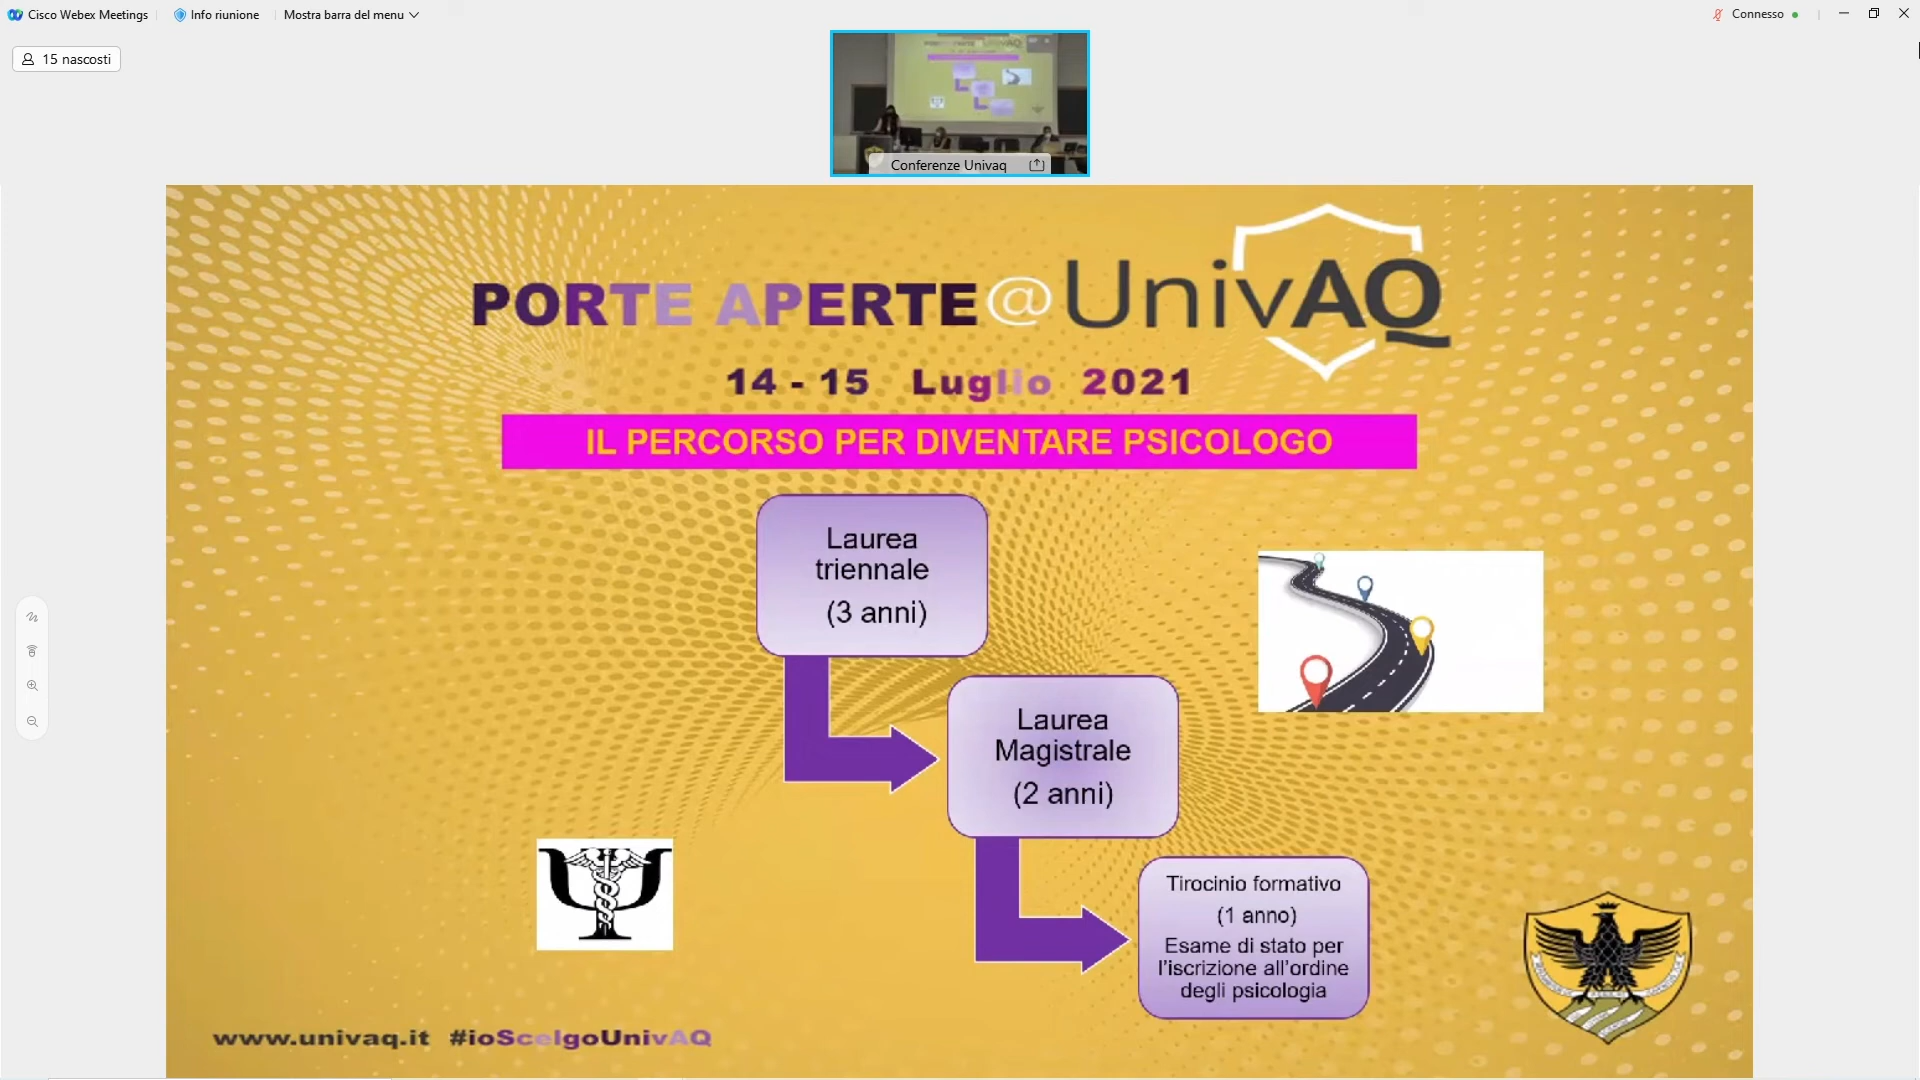 Cisco Webex Meetings
Info riunione
Mostra barra del menu
Connesso
15 nascosti
Conferenze Univaq
PORTE APERTE@UnivAQ
14 - 15 Luglio 2021
IL PERCORSO PER DIVENTARE PSICOLOGO
Laurea
triennale
(3 anni)
Laurea
Magistrale
(2 anni)
Tirocinio formativo
(1 anno)
Esame di stato per
l'iscrizione all'ordine
degli psicologia
www.univaq.it #ioScelgoUnivAQ